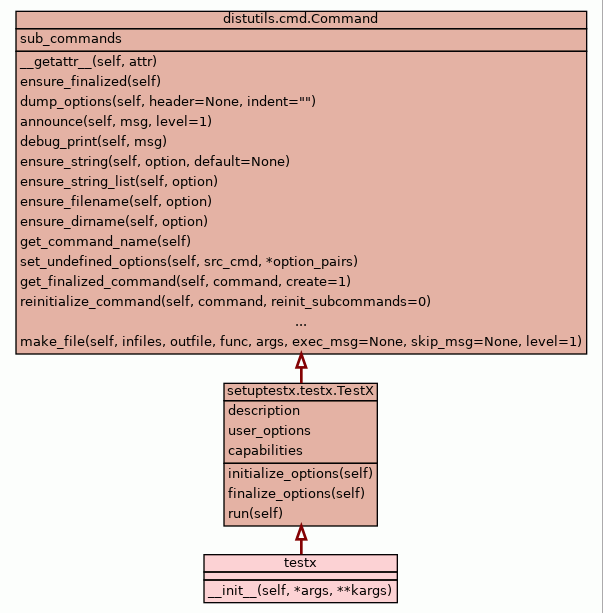 distutils.cmd.Command
sub_commands
__getattr__(self, attr)
ensure_finalized(self)
dump_options(self, header=None, indent="")
announce(self, msg, level=1)
debug_print(self, msg)
ensure_string(self, option, default=None)
ensure_string_list(self, option)
ensure_filename(self, option)
ensure_dirname(self, option)
get_command_name(self)
set_undefined_options(self, src_cmd, *option_pairs)
get_finalized_command(self, command, create=1)
reinitialize_command(self, command, reinit_subcommands=0)
...
make_file(self, infiles, outfile, func, args, exec_msg=None, skip_msg=None, level=1)
setuptestx.testx.TestX
description
user_options
capabilities
initialize_options(self)
finalize_options(self)
run(self)
testx
__init__(self, *args, **kargs)